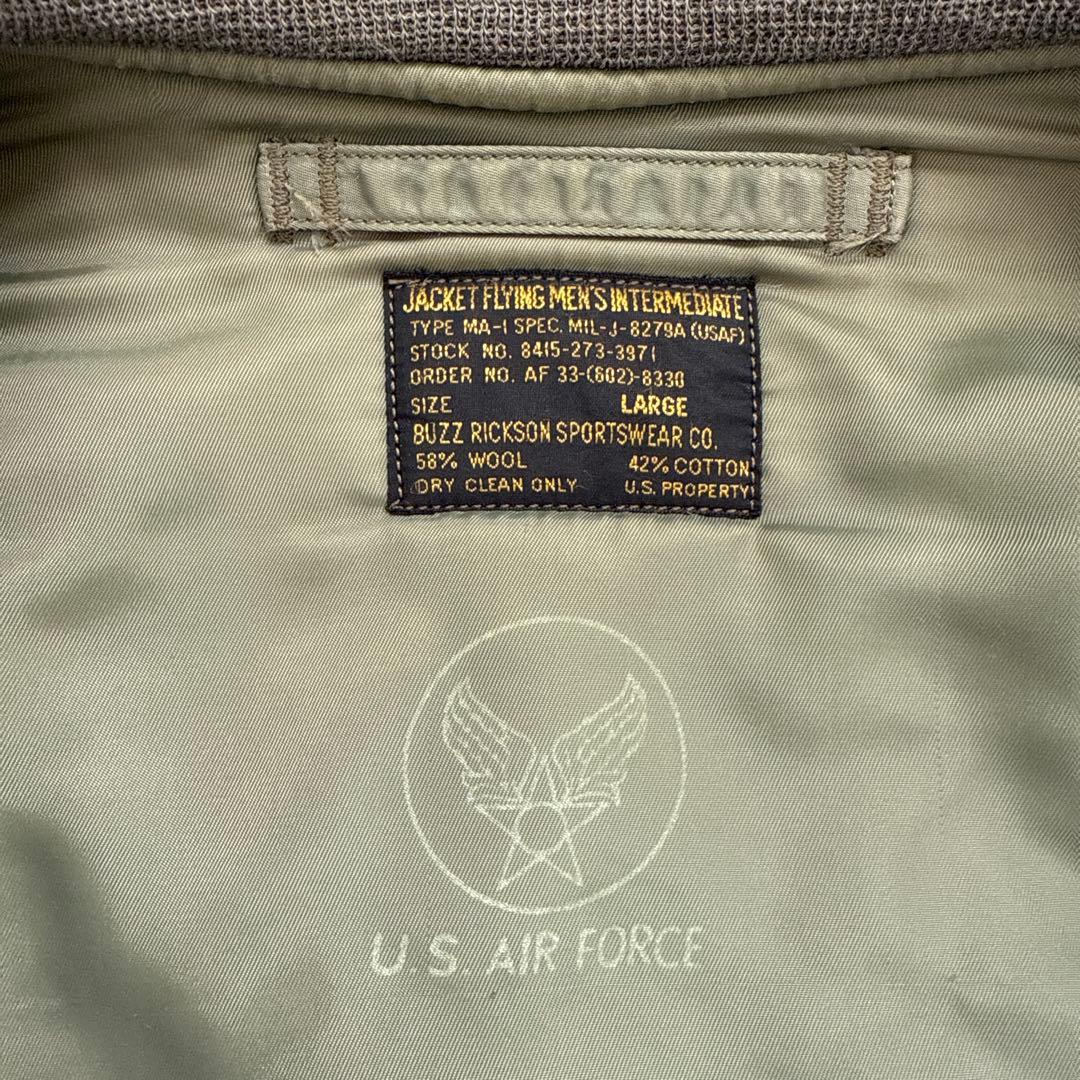 JACKET FLYING MEN'S INTERMEDIATE
TYPE MA-1 SPEC. MIL-J-8279A (USAF)
STOCK NO. 8415-273-3971
ORDER NO. AF 33-(602)-8330
SIZE LARGE
BUZZ RICKSON SPORTSWEAR CO.
58% WOOL 42% COTTON
DRY CLEAN ONLY U.S. PROPERTY
U.S. AIR FORCE